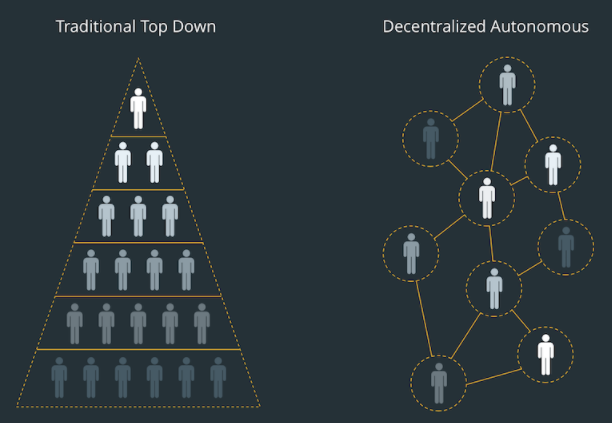 Traditional Top Down
Decentralized Autonomous